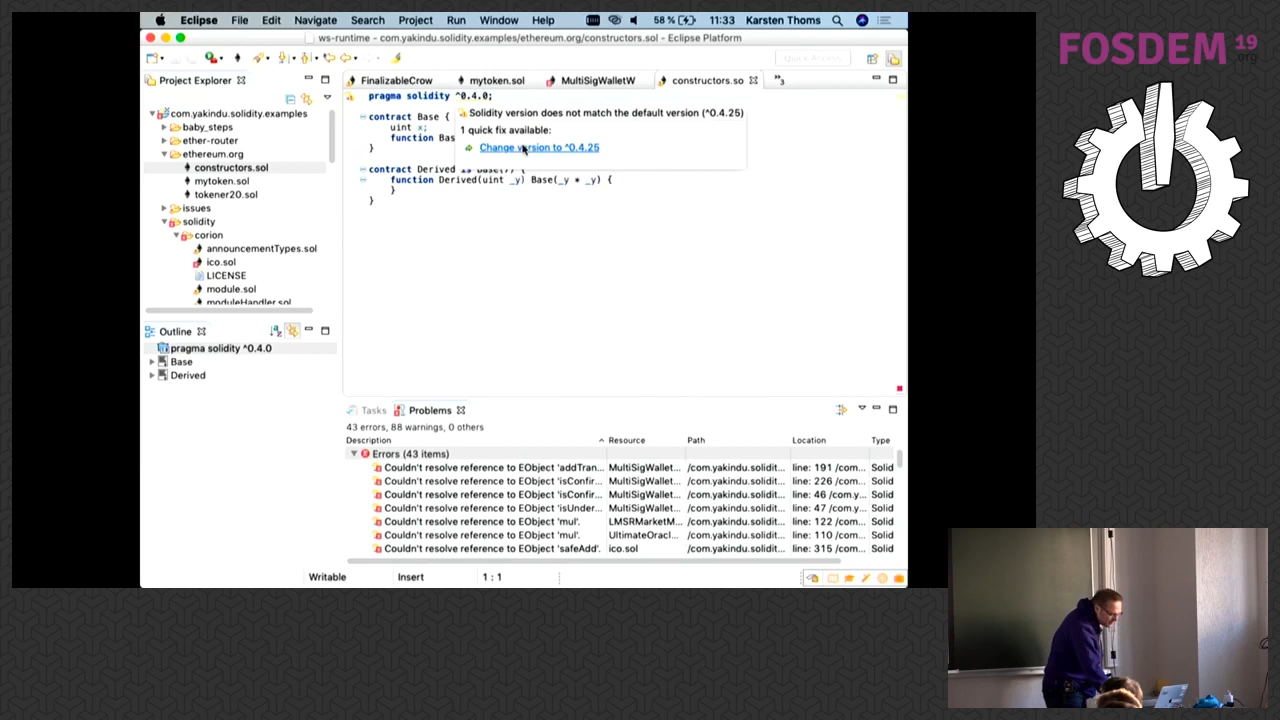 Eclipse File Edit Navigate Search Project Run Window Help 58 % 11:33 Karsten Thoms
ws-runtime - com.yakindu.solidity.examples/ethereum.org/constructors.sol - Eclipse Platform
Quick Access
Project Explorer
com.yakindu.solidity.examples
baby_steps
ether-router
ethereum.org
constructors.sol
mytoken.sol
tokener20.sol
issues
solidity
corion
announcementTypes.sol
ico.sol
LICENSE
module.sol
moduleHandler.sol
Outline
pragma solidity ^0.4.0
Base
Derived
FinalizableCrow mytoken.sol MultiSigWalletW constructors.so »3
pragma solidity ^0.4.0;
contract Base {
uint x;
function Bas
}
contract Derived is Base(7) {
function Derived(uint _y) Base(_y * _y) {
}
}
Solidity version does not match the default version (^0.4.25)
1 quick fix available:
Change version to ^0.4.25
Tasks Problems
43 errors, 88 warnings, 0 others
Description Resource Path Location Type
Errors (43 items)
Couldn't resolve reference to EObject 'addTran... MultiSigWallet... /com.yakindu.solidit... line: 191 /com... Solid
Couldn't resolve reference to EObject 'isConfir... MultiSigWallet... /com.yakindu.solidit... line: 226 /com... Solid
Couldn't resolve reference to EObject 'isConfir... MultiSigWallet... /com.yakindu.solidit... line: 46 /com.y... Solid
Couldn't resolve reference to EObject 'isUnder... MultiSigWallet... /com.yakindu.solidit... line: 47 /com.y... Solid
Couldn't resolve reference to EObject 'mul'. LMSRMarketM... /com.yakindu.solidit... line: 122 /com... Solid
Couldn't resolve reference to EObject 'mul'. UltimateOracl... /com.yakindu.solidit... line: 110 /com... Solid
Couldn't resolve reference to EObject 'safeAdd'. ico.sol /com.yakindu.solidit... line: 315 /com... Solid
Writable Insert 1 : 1
FOSDEM 19
.org